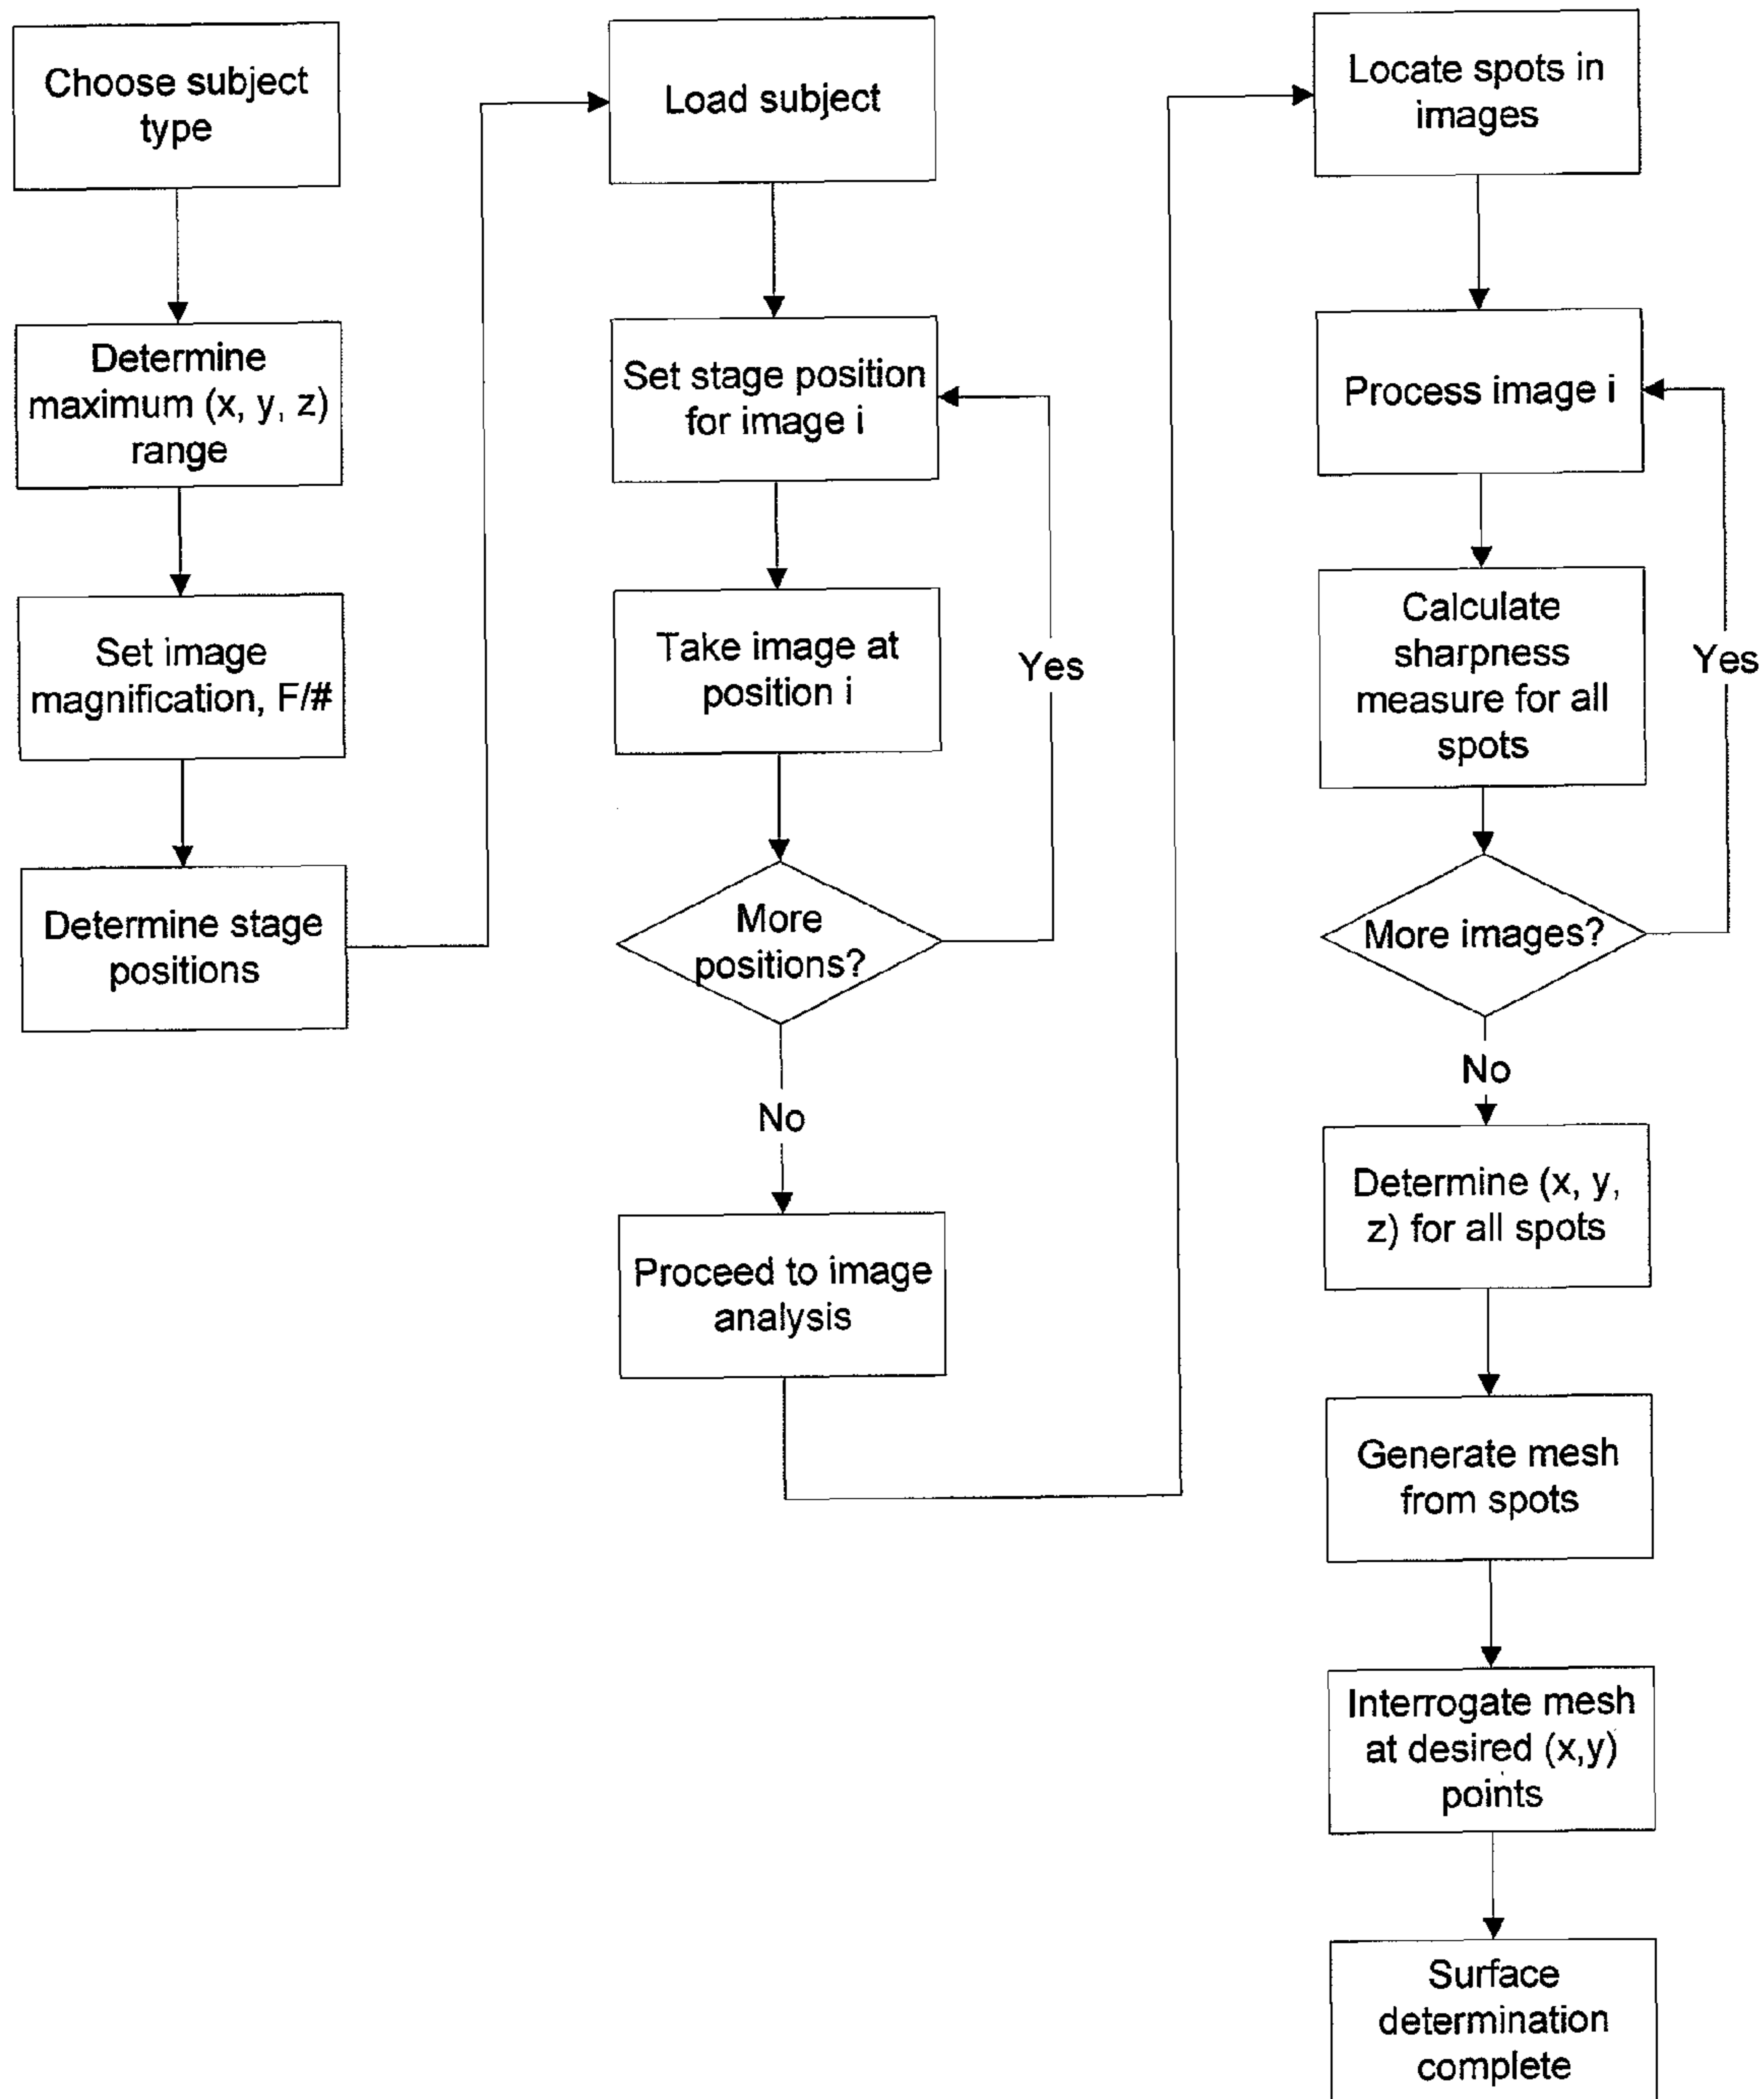 Choose subject
type
Determine
maximum (x, y, z)
range
Set image
magnification, F/#
Determine stage
positions
Load subject
Set stage position
for image i
Take image at
position i
Yes
More
positions?
No
Proceed to image
analysis
Locate spots in
images
Process image i
Calculate
sharpness
measure for all
spots
Yes
More images?
No
Determine (x, y,
z) for all spots
Generate mesh
from spots
Interrogate mesh
at desired (x,y)
points
Surface
determination
complete